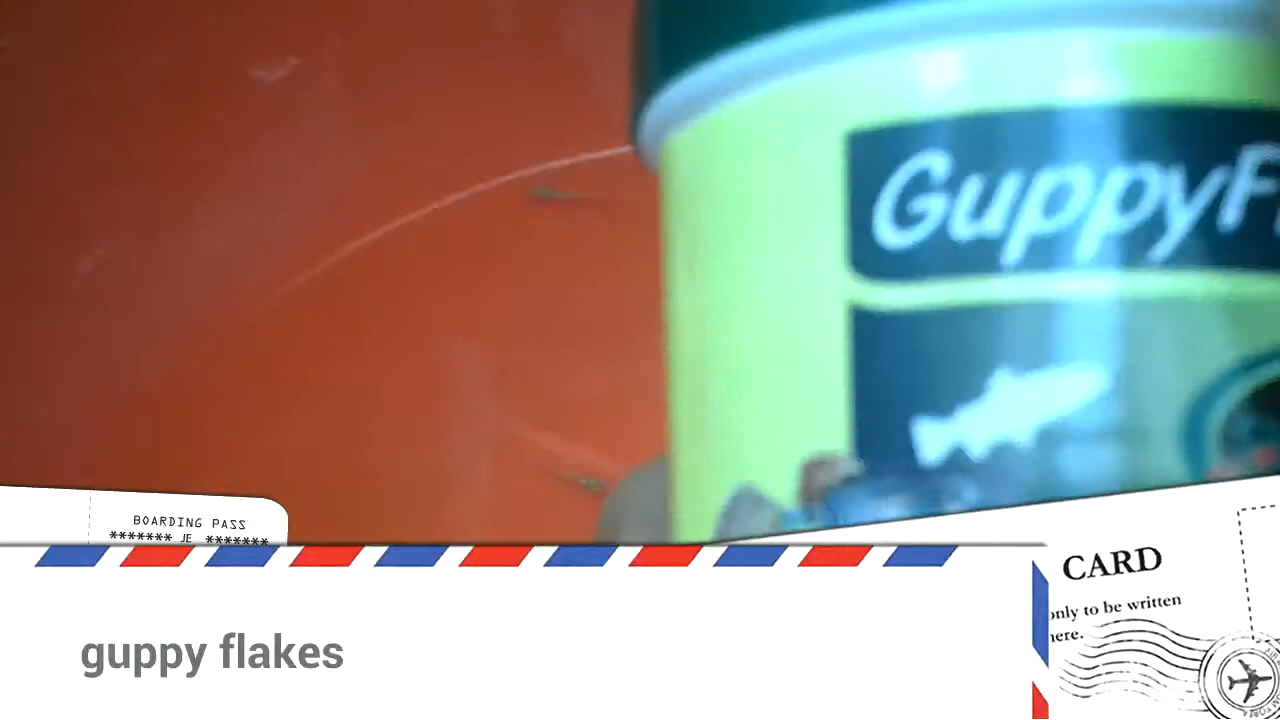 GuppyF
BOARDING PASS
******* JE *******
CARD
only to be written
here.
guppy flakes